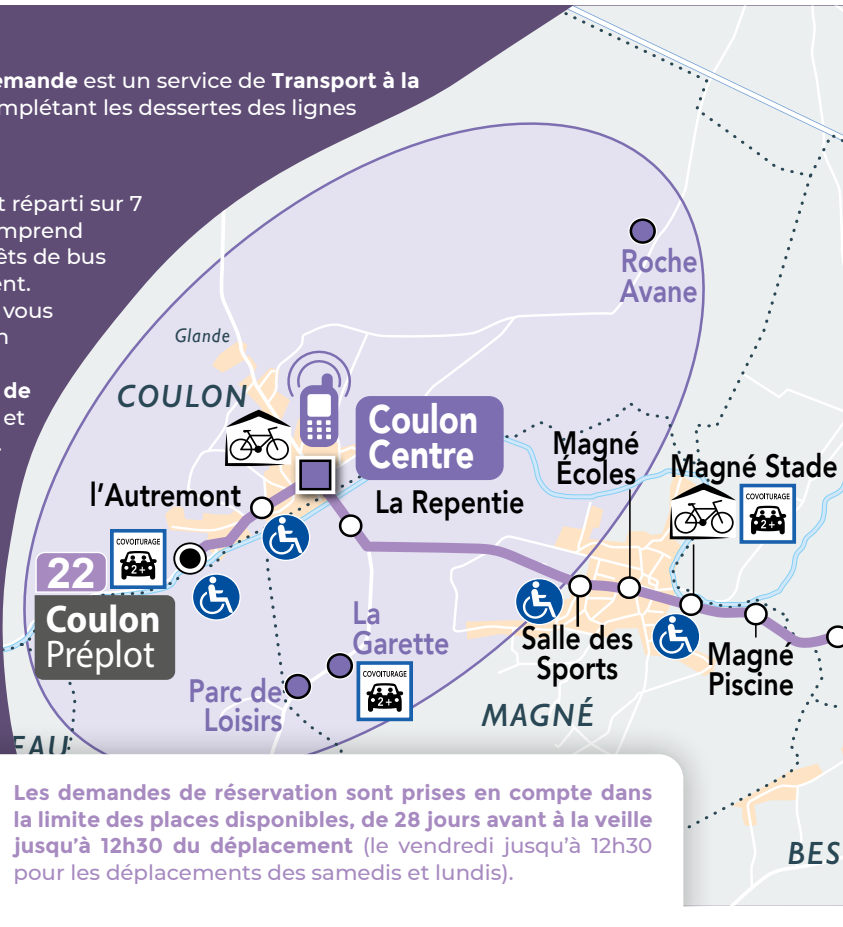 emande est un service de Transport à la
mplétant les dessertes des lignes
t réparti sur 7
mprend
êts de bus
ent.
vous
n
de
et
Roche
Avane
Glande
COULON
Coulon
Centre
Magné
Écoles
Magné Stade
l'Autremont
La Repentie
COVOITURAGE
2+
COVOITURAGE
2+
22
Coulon
Préplot
La
Garette
Salle des
Sports
Magné
Piscine
Parc de
Loisirs
COVOITURAGE
2+
MAGNÉ
EAU
BES
Les demandes de réservation sont prises en compte dans
la limite des places disponibles, de 28 jours avant à la veille
jusqu'à 12h30 du déplacement (le vendredi jusqu'à 12h30
pour les déplacements des samedis et lundis).